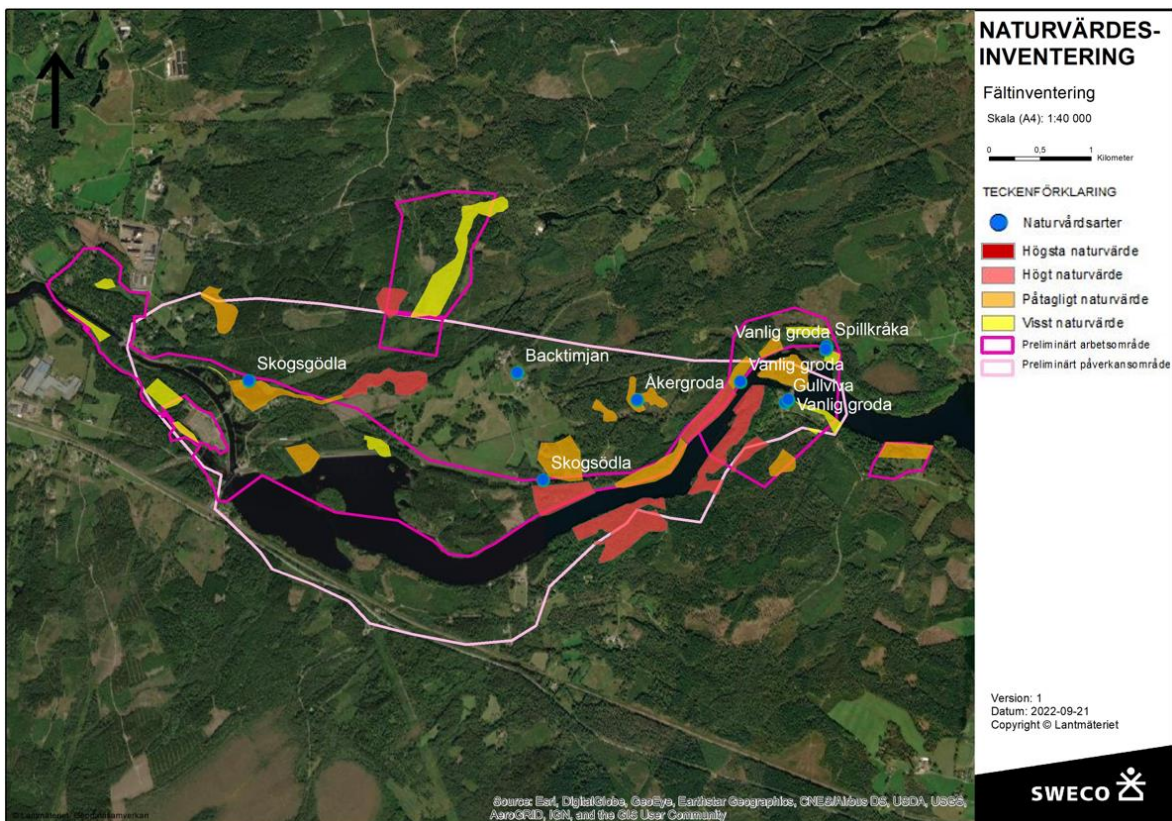 NATURVÄRDES-
INVENTERING
Fältinventering
Skala (A4): 1:40 000
0 0,5 1
Kilometer
TECKENFÖRKLARING
Naturvårdsarter
Högsta naturvärde
Högt naturvärde
Påtagligt naturvärde
Visst naturvärde
Preliminärt arbetsområde
Preliminärt påverkansområde
Vanlig groda
Spillkråka
Skogsgödla
Backtimjan
Vanlig groda
Åkergroda
Gullviva
Vanlig groda
Skogsödla
Version: 1
Datum: 2022-09-21
Copyright © Lantmäteriet
SWECO
Source: Esri, DigitalGlobe, GeoEye, Earthstar Geographics, CNES/Airbus DS, USDA, USGS,
AeroGRID, IGN, and the GIS User Community
© Lantmäteriet, Geodatasamverkan